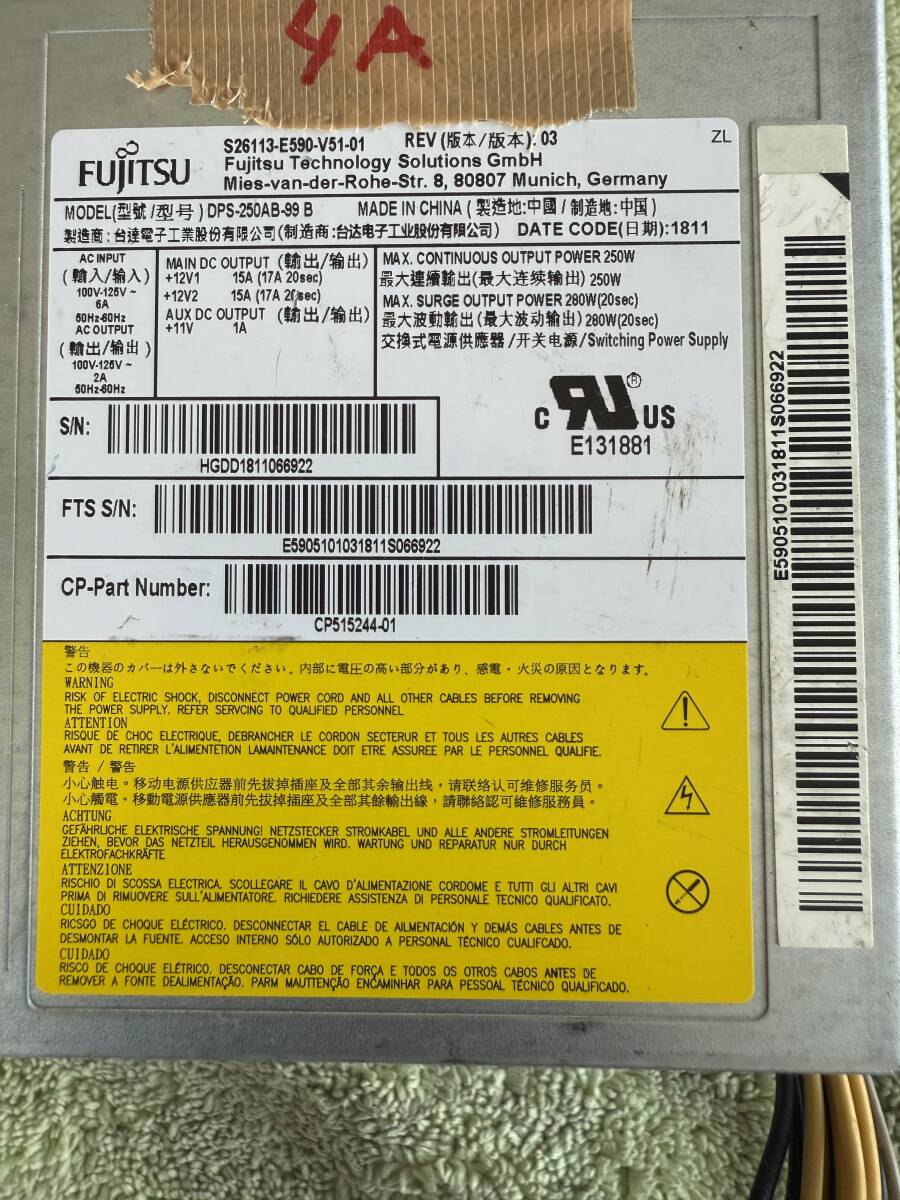 4A
S26113-E590-V51-01 REV (版本/版本): 03 ZL
FUJITSU
Fujitsu Technology Solutions GmbH
Mies-van-der-Rohe-Str. 8, 80807 Munich, Germany
MODEL(型號/型号) DPS-250AB-99 B MADE IN CHINA (製造地:中國/制造地:中国)
製造商:台達電子工業股份有限公司(制造商:台达电子工业股份有限公司) DATE CODE(日期):1811
AC INPUT
(輸入/输入)
100V-125V ~
6A
50Hz-60Hz
AC OUTPUT
(輸出/输出)
100V-125V ~
2A
50Hz-60Hz
MAIN DC OUTPUT (輸出/输出)
+12V1 15A (17A 20sec)
+12V2 15A (17A 20sec)
AUX DC OUTPUT (輸出/输出)
+11V 1A
MAX. CONTINUOUS OUTPUT POWER 250W
最大連續輸出(最大连续输出) 250W
MAX. SURGE OUTPUT POWER 280W(20sec)
最大波動輸出(最大波动输出) 280W(20sec)
交換式電源供應器/开关电源/Switching Power Supply
C RU ® US
E131881
S/N:
HGDD1811066922
FTS S/N:
E5905101031811S066922
CP-Part Number:
CP515244-01
E5905101031811S066922
警告
この機器のカバーは外さないでください。内部に電圧の高い部分があり、感電・火災の原因となります。
WARNING
RISK OF ELECTRIC SHOCK, DISCONNECT POWER CORD AND ALL OTHER CABLES BEFORE REMOVING
THE POWER SUPPLY. REFER SERVCING TO QUALIFIED PERSONNEL
ATTENTION
RISQUE DE CHOC ELECTRIQUE, DEBRANCHER LE CORDON SECTERUR ET TOUS LES AUTRES CABLES
AVANT DE RETIRER L'ALIMENTETION LAMAINTENANCE DOIT ETRE ASSUREE PAR LE PERSONNEL QUALIFIE.
警告 / 警告
小心触电。移动电源供应器前先拔掉插座及全部其余输出线,请联络认可维修服务员。
小心觸電。移動電源供應器前先拔掉插座及全部其餘輸出線,請聯絡認可維修服務員。
ACHTUNG
GEFÄHRLICHE ELEKTRISCHE SPANNUNG! NETZSTECKER STROMKABEL UND ALLE ANDERE STROMLEITUNGEN
ZIEHEN, BEVOR DAS NETZTEIL HERAUSGENOMMEN WIRD. WARTUNG UND REPARATUR NUR DURCH
ELEKTROFACHKRÄFTE
ATTENZIONE
RISCHIO DI SCOSSA ELECTRICA. SCOLLEGARE IL CAVO D'ALIMENTAZIONE CORDOME E TUTTI GLI ALTRI CAVI
PRIMA DI RIMUOVERE SULL'ALIMENTATORE. RICHIEDERE ASSISTENZA DI PERSONALE TECNICO QUALIFICATO.
CUIDADO
RICSGO DE CHOQUE ELÉCTRICO. DESCONNECTAR EL CABLE DE AILMENTACIÓN Y DEMÁS CABLES ANTES DE
DESMONTAR LA FUENTE. ACCESO INTERNO SÓLO AUTORIZADO A PERSONAL TÉCNICO CUALIFCADO.
CUIDADO
RISCO DE CHOQUE ELÉTRICO. DESCONECTAR CABO DE FORÇA E TODOS OS OTROS CABOS ANTES DE
REMOVER A FONTE DEALIMENTAÇÃO. PARM MAUTTENÇÃO ENCAMINHAR PARA PESSOAL TÉCNICO QUALIFICADO.